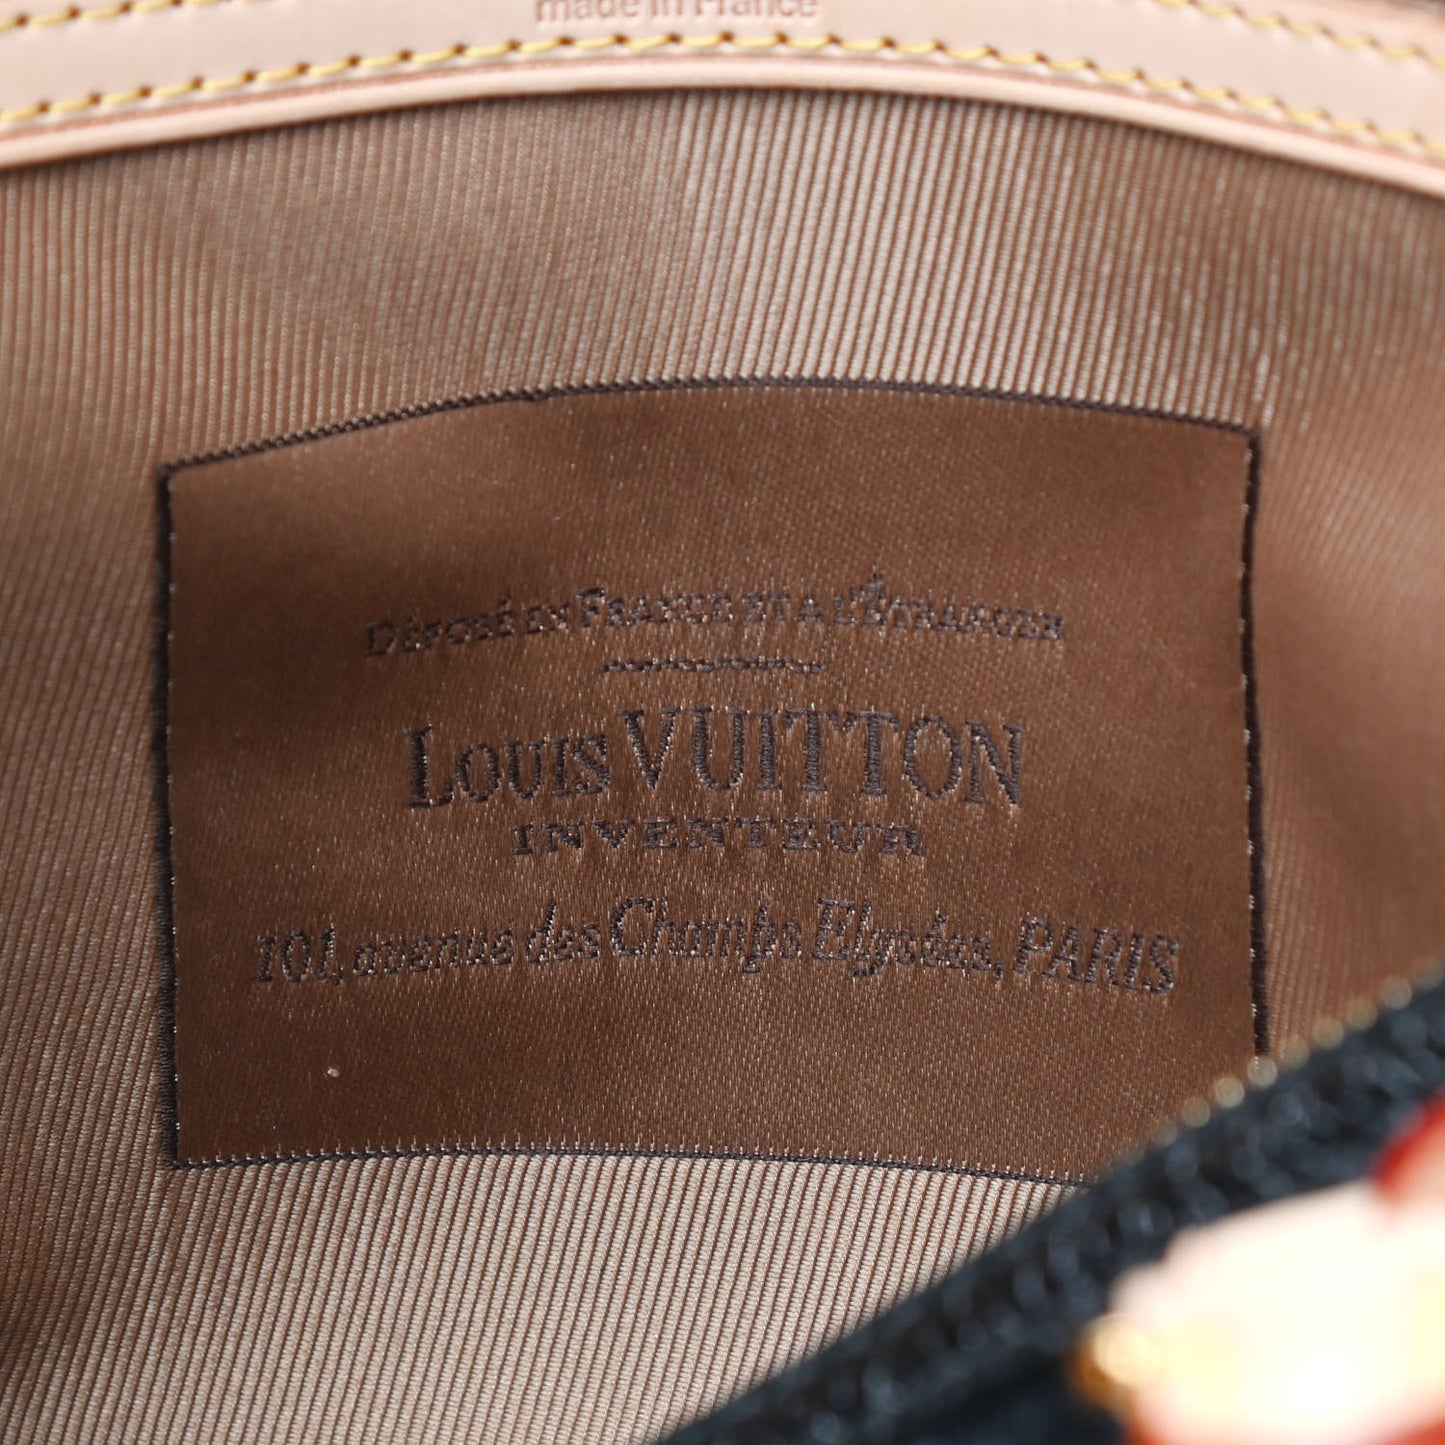 made in France
DÉPOSÉ EN FRANCE ET A L'ÉTRANGER
LOUIS VUITTON
INVENTEUR
101, avenue des Champs Elysées, PARIS